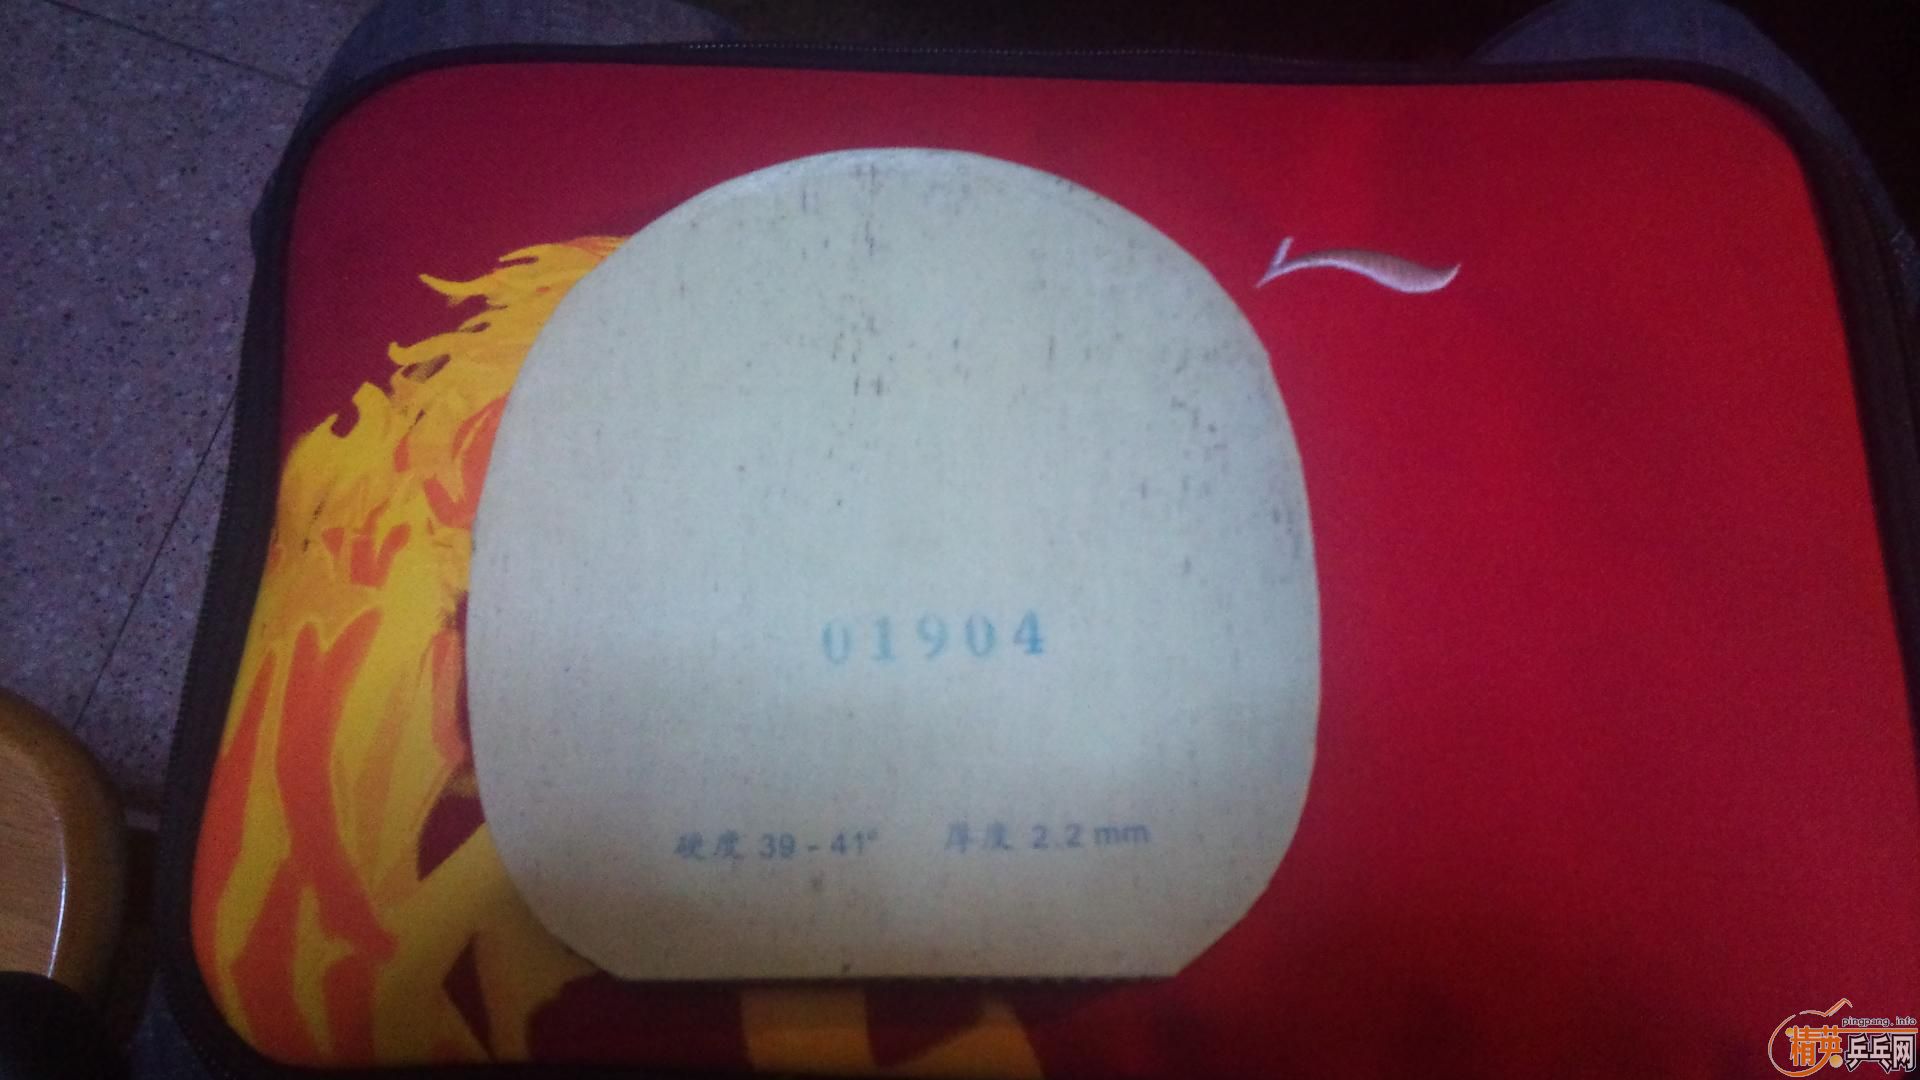 01904
硬度 39 - 41° 厚度 2.2 mm
pingpang.info
精英乒乓网